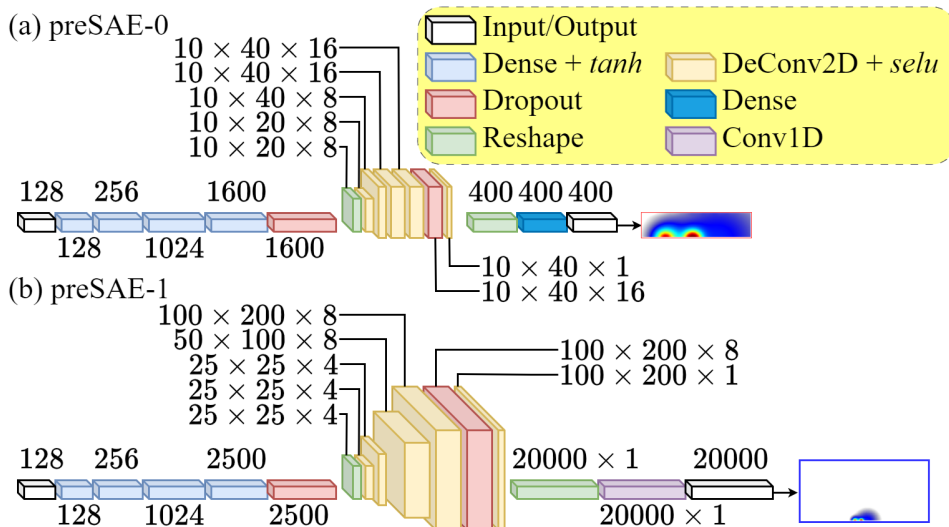 (a) preSAE-0
10 × 40 × 16
10 × 40 × 16
10 × 40 × 8
10 × 20 × 8
10 × 20 × 8
Input/Output
Dense + tanh
DeConv2D + selu
Dropout
Dense
Reshape
Conv1D
128 256 1600
400 400 400
128 1024 1600
10 × 40 × 1
10 × 40 × 16
(b) preSAE-1
100 × 200 × 8
50 × 100 × 8
25 × 25 × 4
25 × 25 × 4
25 × 25 × 4
100 × 200 × 8
100 × 200 × 1
128 256 2500
20000 × 1 20000
128 1024 2500
20000 × 1